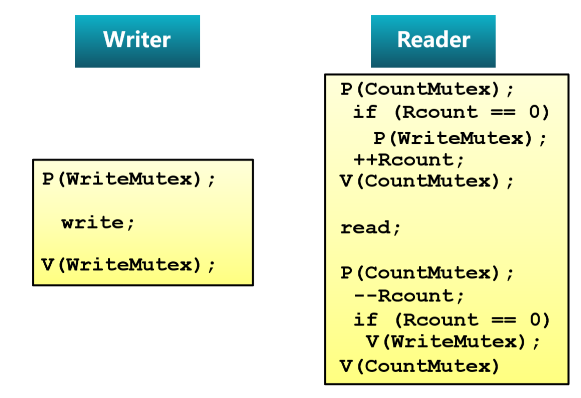 Writer
P(WriteMutex);
write;
V(WriteMutex);
Reader
P(CountMutex);
if (Rcount == 0)
P(WriteMutex);
++Rcount;
V(CountMutex);
read;
P(CountMutex);
--Rcount;
if (Rcount == 0)
V(WriteMutex);
V(CountMutex)